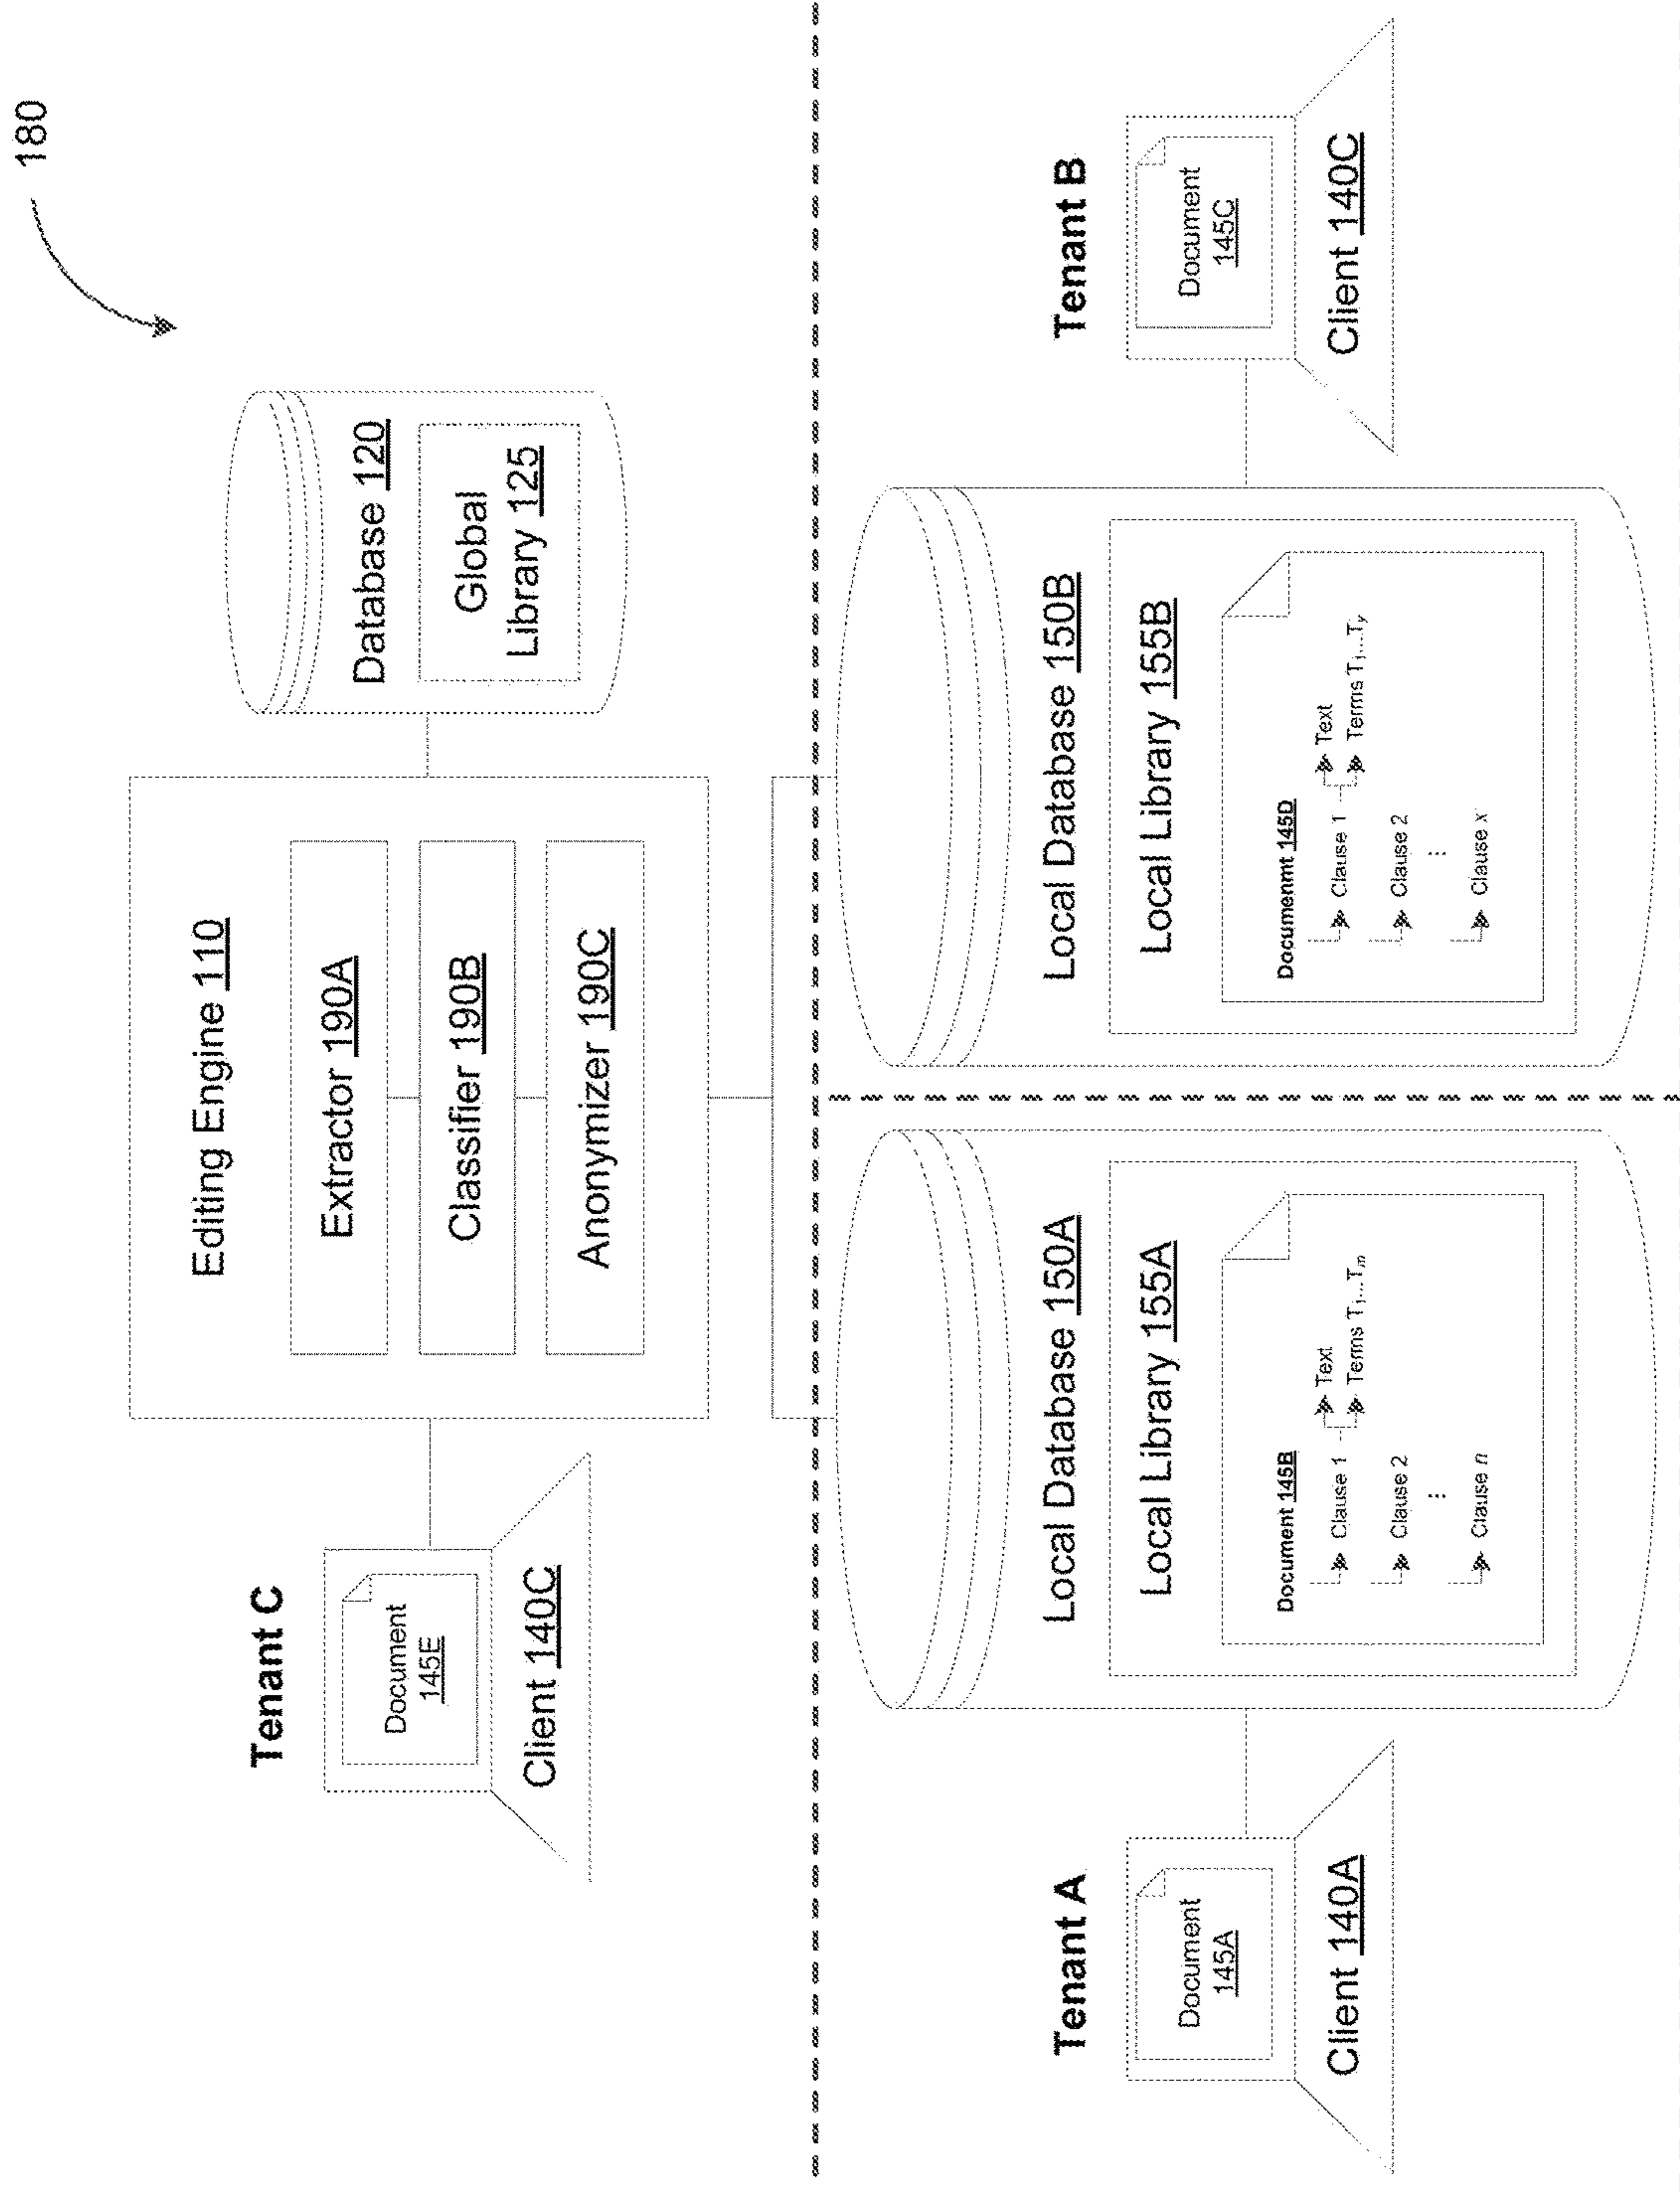 180
Tenant C
Document
145E
Client 140C
Editing Engine 110
Extractor 190A
Classifier 190B
Anonymizer 190C
Database 120
Global
Library 125
Tenant A
Document
145A
Client 140A
Local Database 150A
Local Library 155A
Document 145B
Clause 1
Text
Terms T1...Tm
Clause 2
⋮
Clause n
Local Database 150B
Local Library 155B
Documenmt 145D
Clause 1
Text
Terms T1...Ty
Clause 2
⋮
Clause x
Tenant B
Document
145C
Client 140C